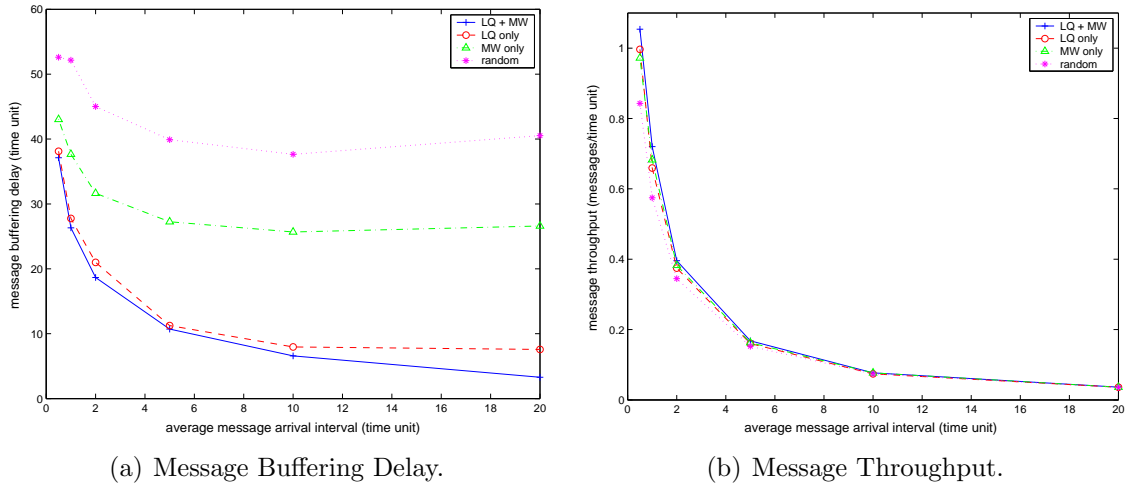 60
50
40
30
20
10
0
message buffering delay (time unit)
0 2 4 6 8 10 12 14 16 18 20
average message arrival interval (time unit)
LQ + MW
LQ only
MW only
random
(a) Message Buffering Delay.
1
0.8
0.6
0.4
0.2
0
message throughput (messages/time unit)
0 2 4 6 8 10 12 14 16 18 20
average message arrival interval (time unit)
LQ + MW
LQ only
MW only
random
(b) Message Throughput.